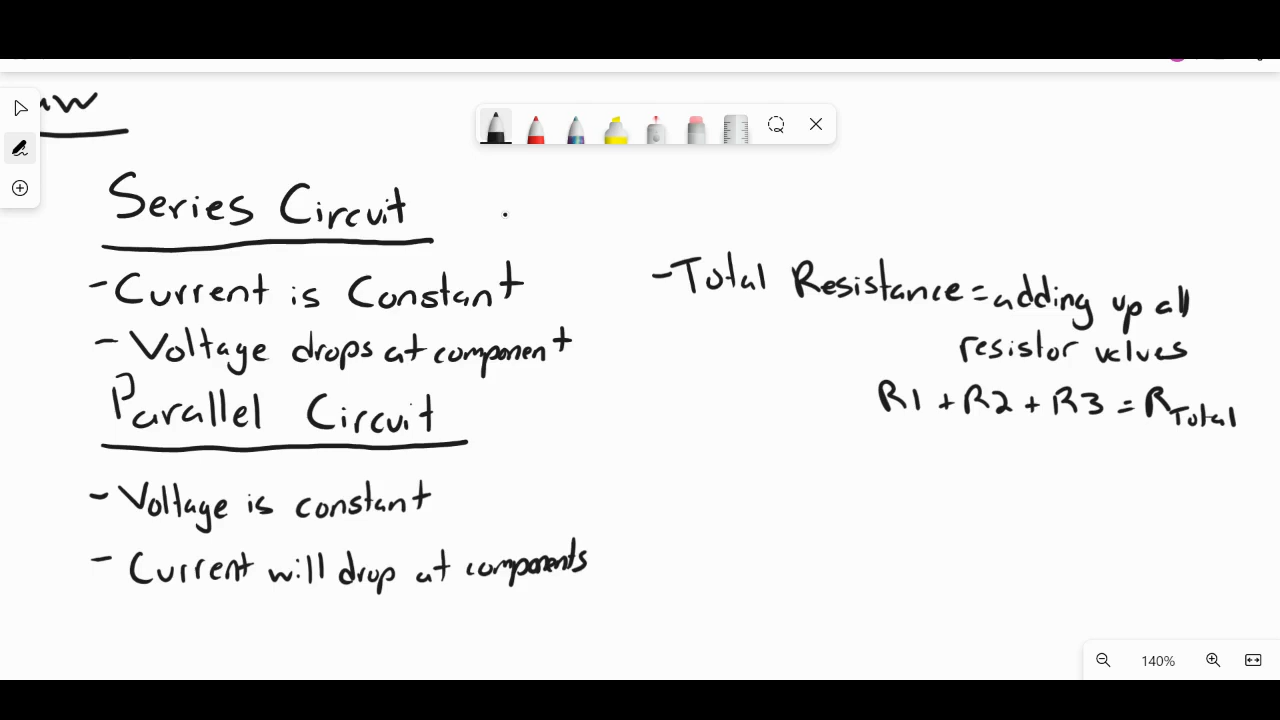 Series Circuit
- Current is Constant
- Voltage drops at component
Parallel Circuit
- Voltage is constant
- Current will drop at components
- Total Resistance = adding up all
resistor values
R1 + R2 + R3 = RTotal
140%